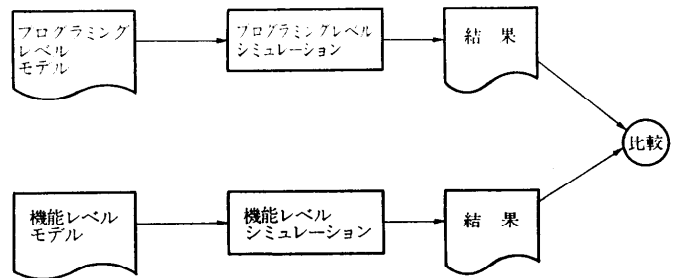 プログラミング
レベル
モデル
プログラミングレベル
シミュレーション
結 果
比較
機能レベル
モデル
機能レベル
シミュレーション
結 果